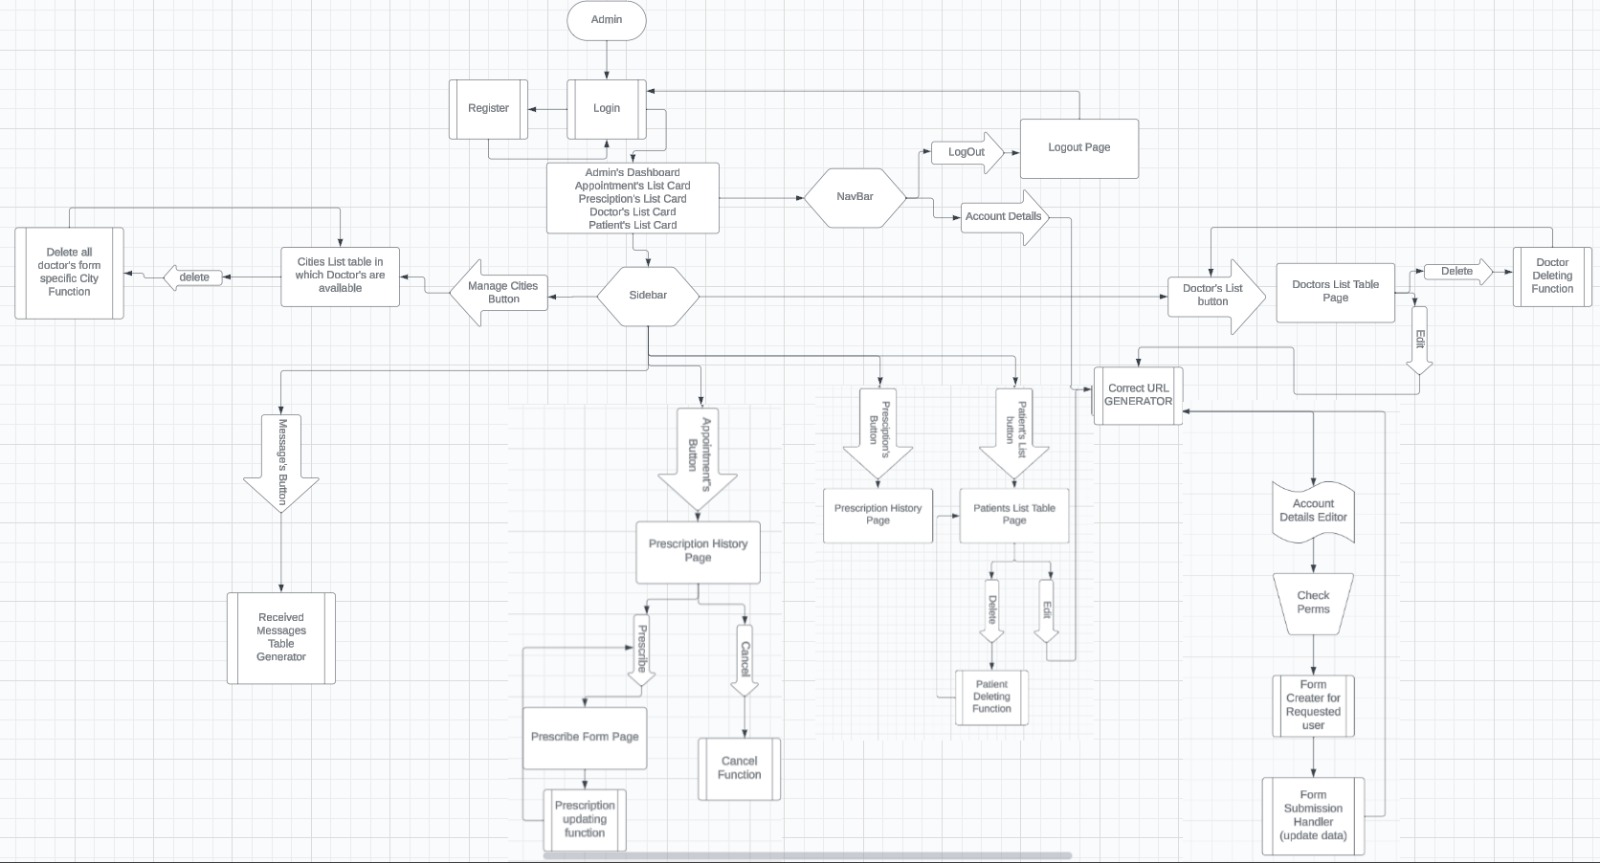 Admin
Register
Login
Admin's Dashboard
Appointment's List Card
Presciption's List Card
Doctor's List Card
Patient's List Card
NavBar
LogOut
Logout Page
Account Details
Delete all
doctor's form
specific City
Function
delete
Cities List table in
which Doctor's are
available
Manage Cities
Button
Sidebar
Doctor's List
button
Doctors List Table
Page
Delete
Doctor
Deleting
Function
Edit
Correct URL
GENERATOR
Message's Button
Appointment's
Button
Presciption's
Button
Patient's List
button
Prescription History
Page
Patients List Table
Page
Account
Details Editor
Prescription History
Page
Delete
Edit
Check
Perms
Received
Messages
Table
Generator
Prescribe
Cancel
Patient
Deleting
Function
Form
Creater for
Requested
user
Prescribe Form Page
Cancel
Function
Prescription
updating
function
Form
Submission
Handler
(update data)